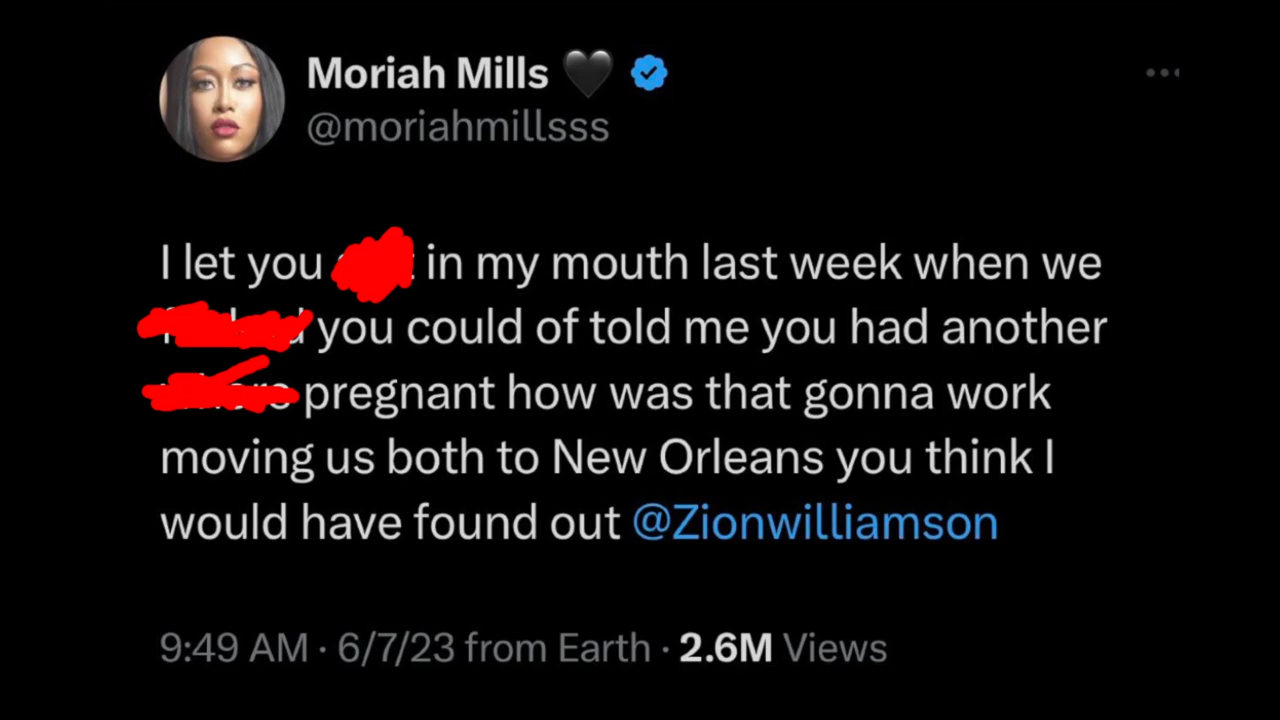 Moriah Mills 🖤
@moriahmillsss
I let you in my mouth last week when we
you could of told me you had another
pregnant how was that gonna work
moving us both to New Orleans you think I
would have found out @Zionwilliamson
9:49 AM · 6/7/23 from Earth · 2.6M Views